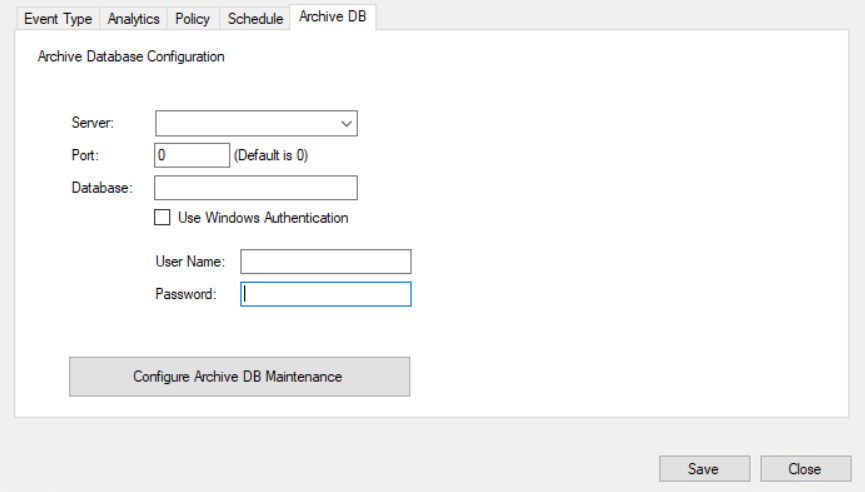 Event Type Analytics Policy Schedule Archive DB
Archive Database Configuration
Server:
Port: 0 (Default is 0)
Database:
Use Windows Authentication
User Name:
Password:
Configure Archive DB Maintenance
Save Close